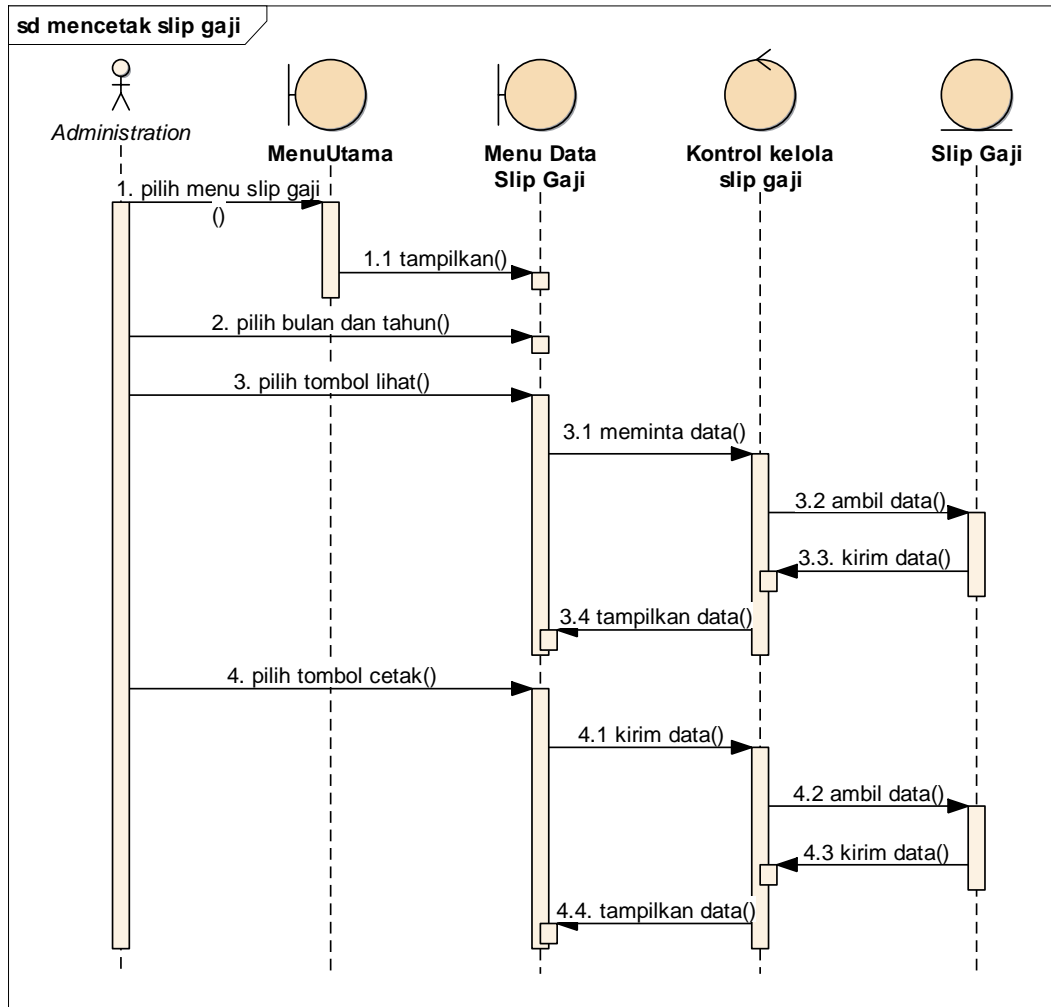 sd mencetak slip gaji
Administration
MenuUtama
Menu Data
Slip Gaji
Kontrol kelola
slip gaji
Slip Gaji
1. pilih menu slip gaji
()
1.1 tampilkan()
2. pilih bulan dan tahun()
3. pilih tombol lihat()
3.1 meminta data()
3.2 ambil data()
3.3. kirim data()
3.4 tampilkan data()
4. pilih tombol cetak()
4.1 kirim data()
4.2 ambil data()
4.3 kirim data()
4.4. tampilkan data()